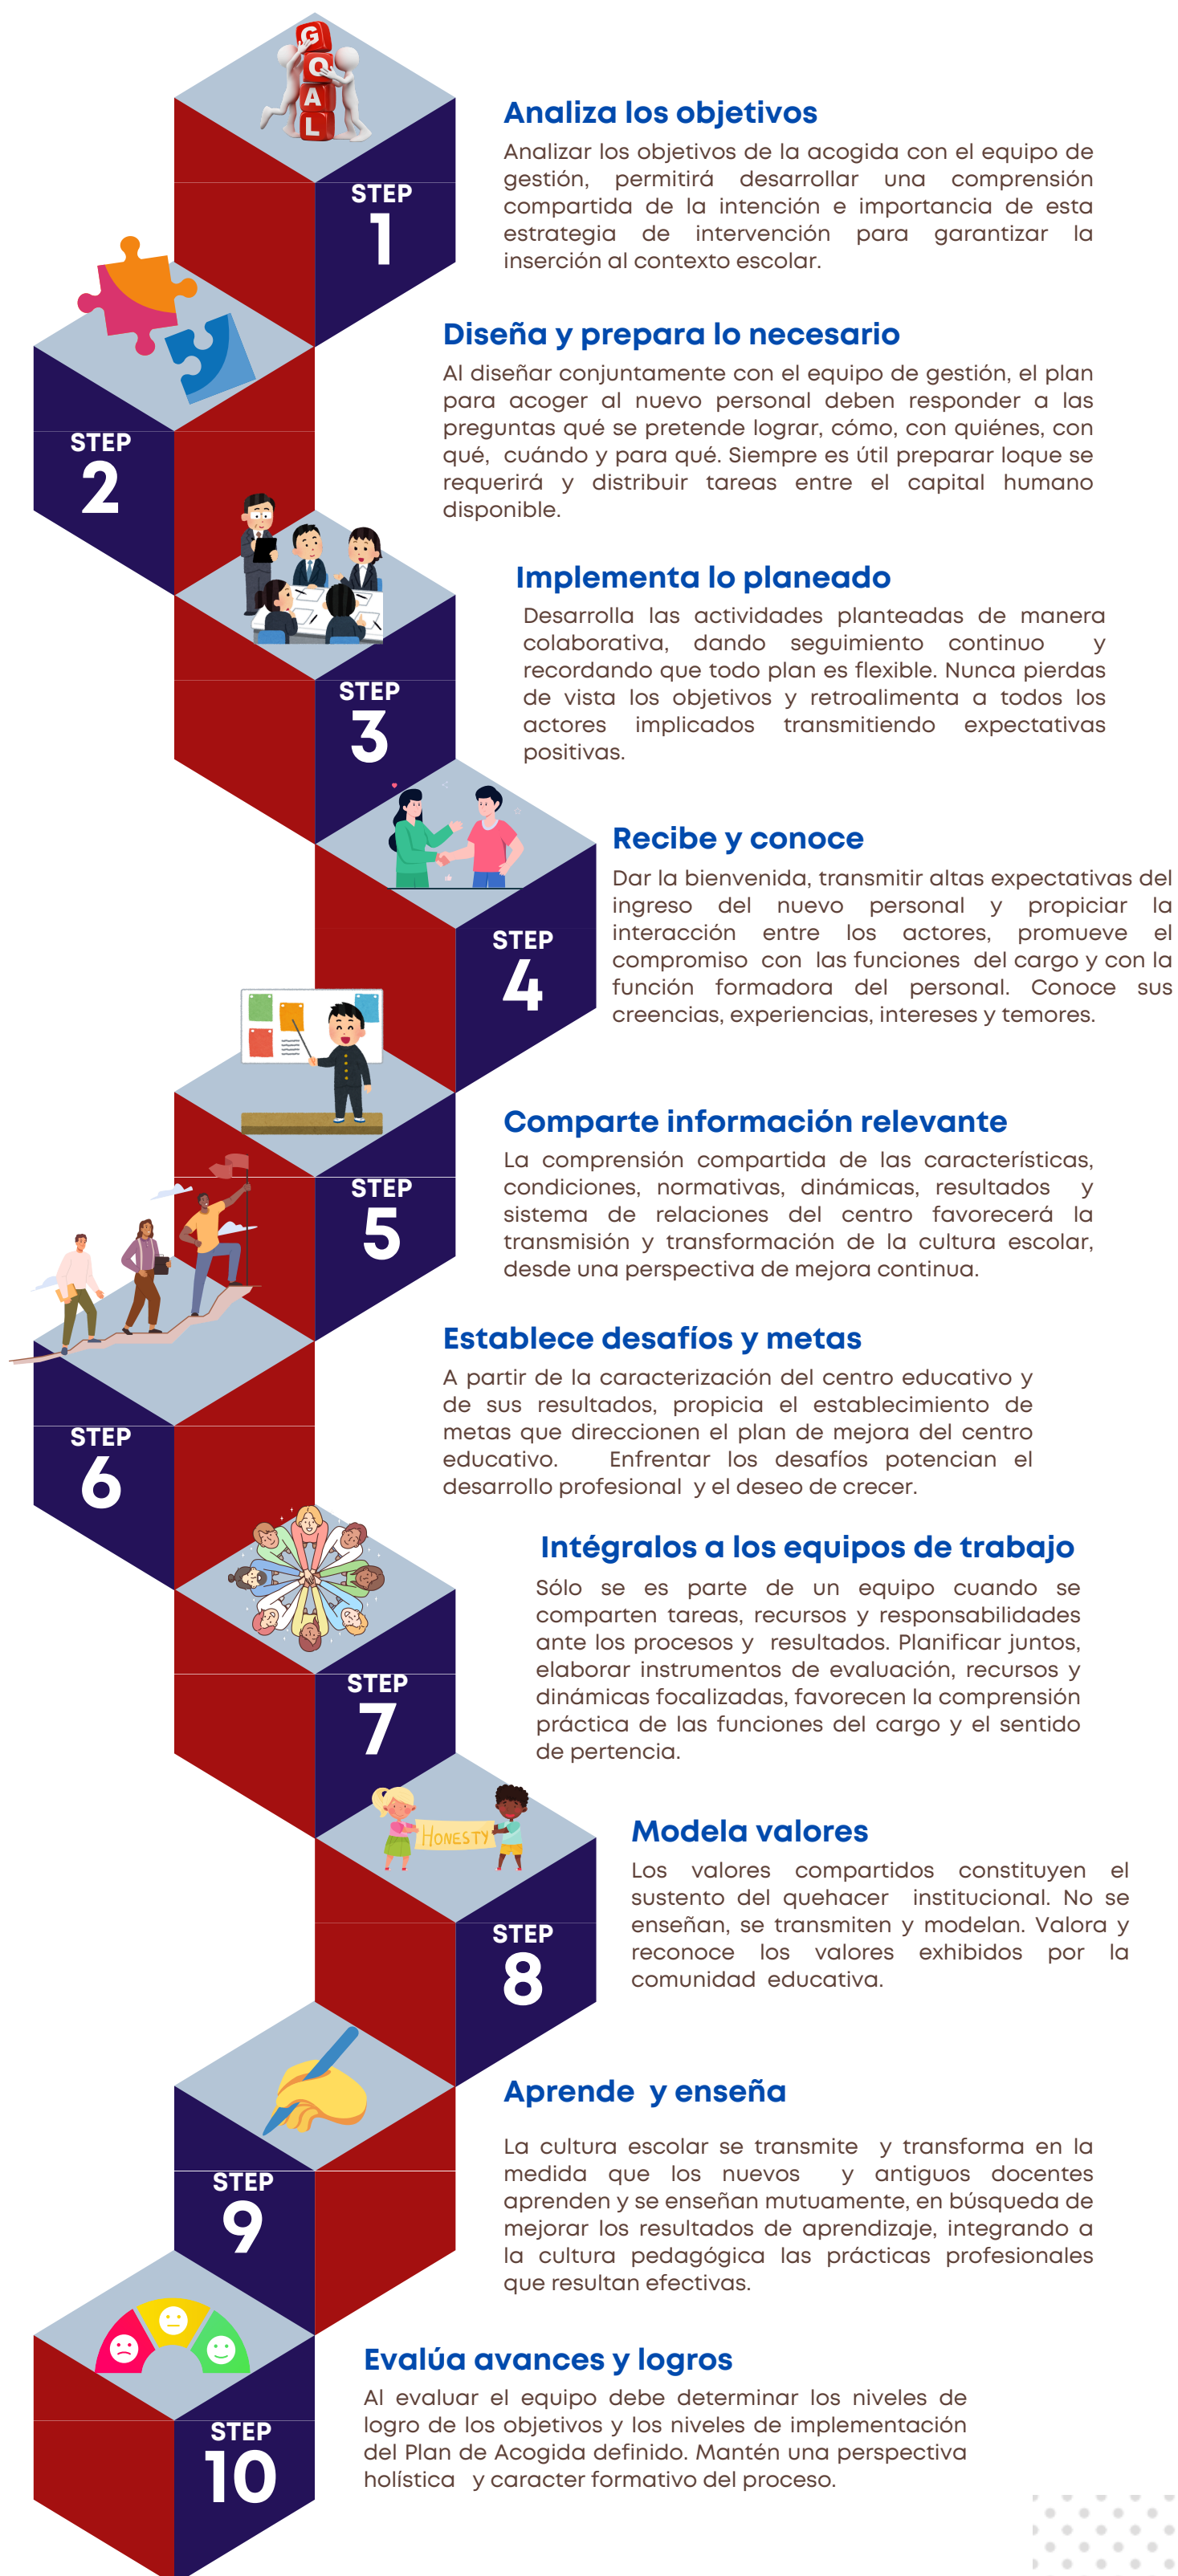 GOAL
STEP
1
Analiza los objetivos
Analizar los objetivos de la acogida con el equipo de
gestión, permitirá desarrollar una comprensión
compartida de la intención e importancia de esta
estrategia de intervención para garantizar la
inserción al contexto escolar.
STEP
2
Diseña y prepara lo necesario
Al diseñar conjuntamente con el equipo de gestión, el plan
para acoger al nuevo personal deben responder a las
preguntas qué se pretende lograr, cómo, con quiénes, con
qué, cuándo y para qué. Siempre es útil preparar loque se
requerirá y distribuir tareas entre el capital humano
disponible.
STEP
3
Implementa lo planeado
Desarrolla las actividades planteadas de manera
colaborativa, dando seguimiento continuo y
recordando que todo plan es flexible. Nunca pierdas
de vista los objetivos y retroalimenta a todos los
actores implicados transmitiendo expectativas
positivas.
STEP
4
Recibe y conoce
Dar la bienvenida, transmitir altas expectativas del
ingreso del nuevo personal y propiciar la
interacción entre los actores, promueve el
compromiso con las funciones del cargo y con la
función formadora del personal. Conoce sus
creencias, experiencias, intereses y temores.
STEP
5
Comparte información relevante
La comprensión compartida de las características,
condiciones, normativas, dinámicas, resultados y
sistema de relaciones del centro favorecerá la
transmisión y transformación de la cultura escolar,
desde una perspectiva de mejora continua.
STEP
6
Establece desafíos y metas
A partir de la caracterización del centro educativo y
de sus resultados, propicia el establecimiento de
metas que direccionen el plan de mejora del centro
educativo. Enfrentar los desafíos potencian el
desarrollo profesional y el deseo de crecer.
STEP
7
Intégralos a los equipos de trabajo
Sólo se es parte de un equipo cuando se
comparten tareas, recursos y responsabilidades
ante los procesos y resultados. Planificar juntos,
elaborar instrumentos de evaluación, recursos y
dinámicas focalizadas, favorecen la comprensión
práctica de las funciones del cargo y el sentido
de pertencia.
HONESTY
STEP
8
Modela valores
Los valores compartidos constituyen el
sustento del quehacer institucional. No se
enseñan, se transmiten y modelan. Valora y
reconoce los valores exhibidos por la
comunidad educativa.
STEP
9
Aprende y enseña
La cultura escolar se transmite y transforma en la
medida que los nuevos y antiguos docentes
aprenden y se enseñan mutuamente, en búsqueda de
mejorar los resultados de aprendizaje, integrando a
la cultura pedagógica las prácticas profesionales
que resultan efectivas.
STEP
10
Evalúa avances y logros
Al evaluar el equipo debe determinar los niveles de
logro de los objetivos y los niveles de implementación
del Plan de Acogida definido. Mantén una perspectiva
holística y caracter formativo del proceso.